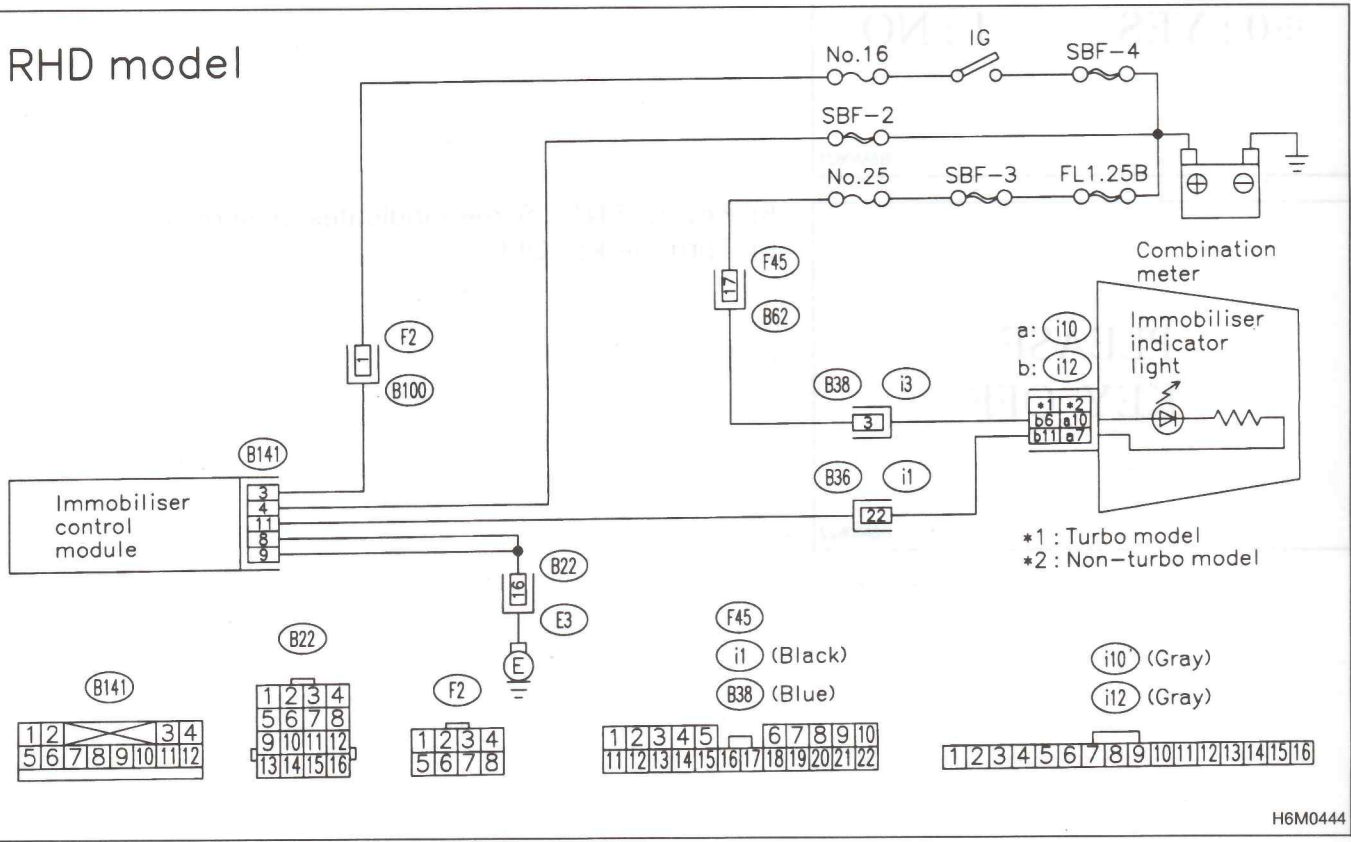 RHD model
No.16
IG
SBF-4
SBF-2
No.25
SBF-3
FL1.25B
⊕ ⊖
F45
17
B62
F2
1
B100
Combination
meter
a: i10
b: i12
Immobiliser
indicator
light
B38 i3
3
*1 *2
b6 a10
b11 a7
B36 i1
22
*1 : Turbo model
*2 : Non-turbo model
B141
Immobiliser
control
module
3
4
11
8
9
B22
16
E3
E
B141
1 2 3 4
5 6 7 8 9 10 11 12
B22
1 2 3 4
5 6 7 8
9 10 11 12
13 14 15 16
F2
1 2 3 4
5 6 7 8
F45
i1 (Black)
B38 (Blue)
1 2 3 4 5 6 7 8 9 10
11 12 13 14 15 16 17 18 19 20 21 22
i10 (Gray)
i12 (Gray)
1 2 3 4 5 6 7 8 9 10 11 12 13 14 15 16
H6M0444